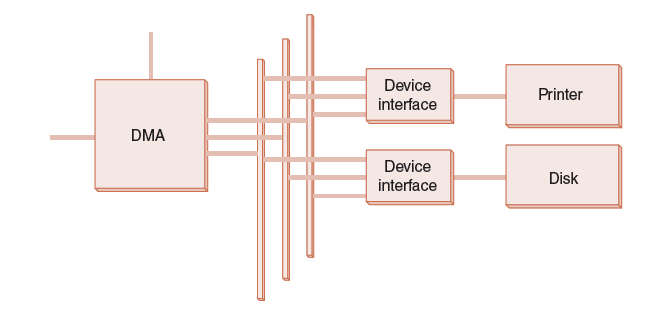 Device
interface
Printer
DMA
Device
interface
Disk